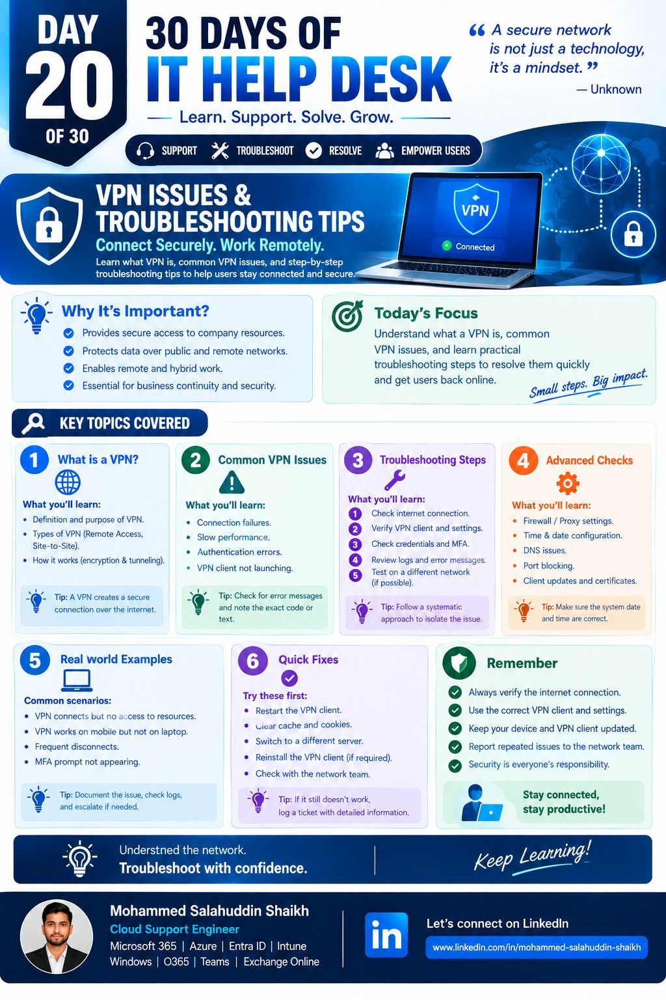 DAY
20
OF 30
30 DAYS OF
IT HELP DESK
Learn. Support. Solve. Grow.
“ A secure network
is not just a technology,
it's a mindset. ”
— Unknown
SUPPORT
TROUBLESHOOT
RESOLVE
EMPOWER USERS
VPN ISSUES &
TROUBLESHOOTING TIPS
Connect Securely. Work Remotely.
Learn what VPN is, common VPN issues, and step-by-step
troubleshooting tips to help users stay connected and secure.
VPN
Connected
Why It's Important?
Provides secure access to company resources.
Protects data over public and remote networks.
Enables remote and hybrid work.
Essential for business continuity and security.
Today's Focus
Understand what a VPN is, common
VPN issues, and learn practical
troubleshooting steps to resolve them quickly
and get users back online.
Small steps. Big impact.
KEY TOPICS COVERED
1 What is a VPN?
What you'll learn:
• Definition and purpose of VPN.
• Types of VPN (Remote Access,
Site-to-Site).
• How it works (encryption & tunneling).
Tip: A VPN creates a secure
connection over the internet.
2 Common VPN Issues
What you'll learn:
• Connection failures.
• Slow performance.
• Authentication errors.
• VPN client not launching.
Tip: Check for error messages
and note the exact code or
text.
3 Troubleshooting Steps
What you'll learn:
1 Check internet connection.
2 Verify VPN client and settings.
3 Check credentials and MFA.
4 Review logs and error messages.
5 Test on a different network
(if possible).
Tip: Follow a systematic
approach to isolate the issue.
4 Advanced Checks
What you'll learn:
• Firewall / Proxy settings.
• Time & date configuration.
• DNS issues.
• Port blocking.
• Client updates and certificates.
Tip: Make sure the system date
and time are correct.
5 Real world Examples
Common scenarios:
• VPN connects but no access to resources.
• VPN works on mobile but not on laptop.
• Frequent disconnects.
• MFA prompt not appearing.
Tip: Document the issue, check logs,
and escalate if needed.
6 Quick Fixes
Try these first:
• Restart the VPN client.
• Clear cache and cookies.
• Switch to a different server.
• Reinstall the VPN client (if required).
• Check with the network team.
Tip: If it still doesn't work,
log a ticket with detailed information.
Remember
Always verify the internet connection.
Use the correct VPN client and settings.
Keep your device and VPN client updated.
Report repeated issues to the network team.
Security is everyone's responsibility.
Stay connected,
stay productive!
Understned the network.
Troubleshoot with confidence.
Keep Learning!
Mohammed Salahuddin Shaikh
Cloud Support Engineer
Microsoft 365 | Azure | Entra ID | Intune
Windows | O365 | Teams | Exchange Online
in
Let's connect on LinkedIn
www.linkedin.com/in/mohammed-salahuddin-shaikh